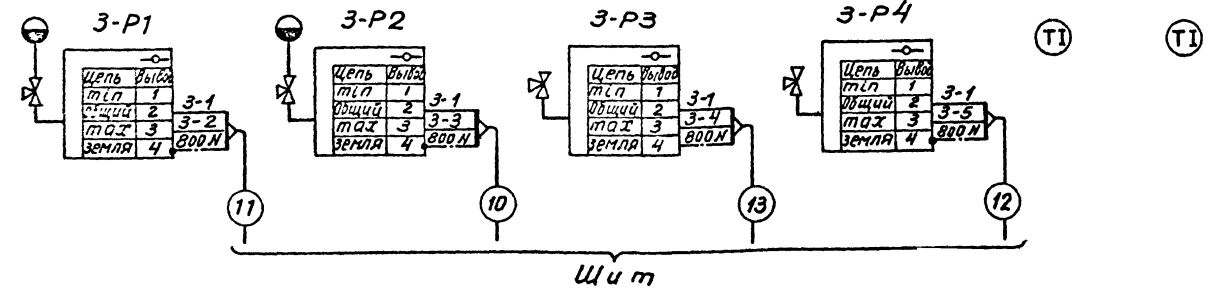 3-P1 3-P2 3-P3 3-P4
TI TI
Цепь Вывод
min 1
Общий 2
max 3
Земля 4
3-1
3-2
800N
Цепь Вывод
min 1
Общий 2
max 3
Земля 4
3-1
3-3
800N
Цепь Вывод
min 1
Общий 2
max 3
Земля 4
3-1
3-4
800N
Цепь Вывод
min 1
Общий 2
max 3
Земля 4
3-1
3-5
800N
11 10 13 12
Щит